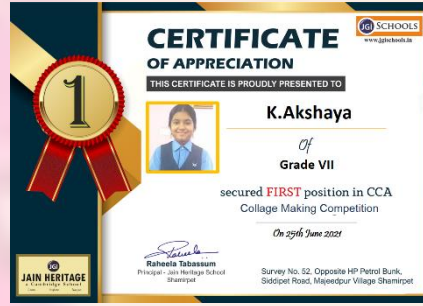 JGI SCHOOLS
www.jgischools.in
CERTIFICATE
OF APPRECIATION
THIS CERTIFICATE IS PROUDLY PRESENTED TO
1
K.Akshaya
Of
Grade VII
secured FIRST position in CCA
Collage Making Competition
On 25th June 2021
Raheela Tabassum
Principal - Jain Heritage School
Shamirpet
Survey No. 52, Opposite HP Petrol Bunk,
Siddipet Road, Majeedpur Village Shamirpet
JGI
JAIN HERITAGE
a Cambridge School